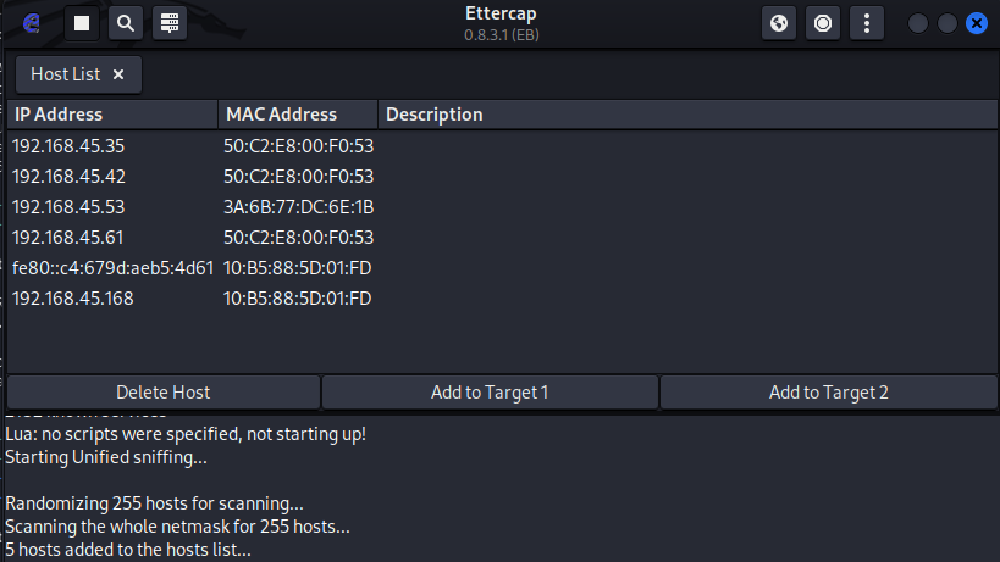 Ettercap
0.8.3.1 (EB)
Host List ×
IP Address MAC Address Description
192.168.45.35 50:C2:E8:00:F0:53
192.168.45.42 50:C2:E8:00:F0:53
192.168.45.53 3A:6B:77:DC:6E:1B
192.168.45.61 50:C2:E8:00:F0:53
fe80::c4:679d:aeb5:4d61 10:B5:88:5D:01:FD
192.168.45.168 10:B5:88:5D:01:FD
Delete Host Add to Target 1 Add to Target 2
Lua: no scripts were specified, not starting up!
Starting Unified sniffing...
Randomizing 255 hosts for scanning...
Scanning the whole netmask for 255 hosts...
5 hosts added to the hosts list...